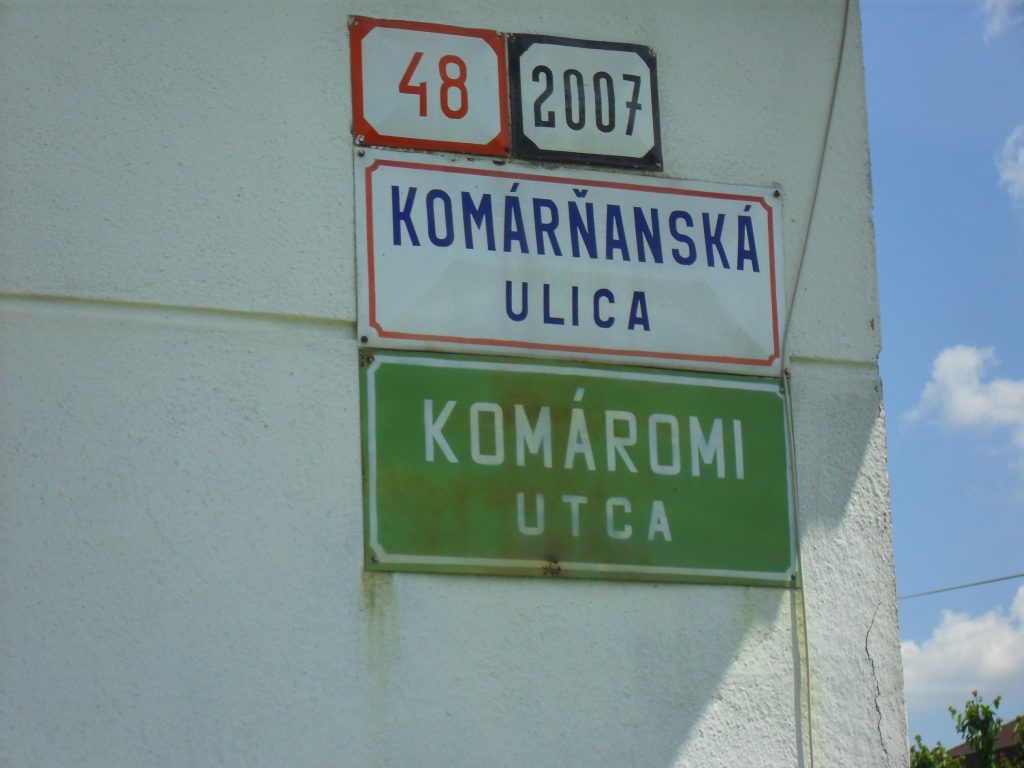 48 2007
KOMÁRŇANSKÁ
ULICA
KOMÁROMI
UTCA